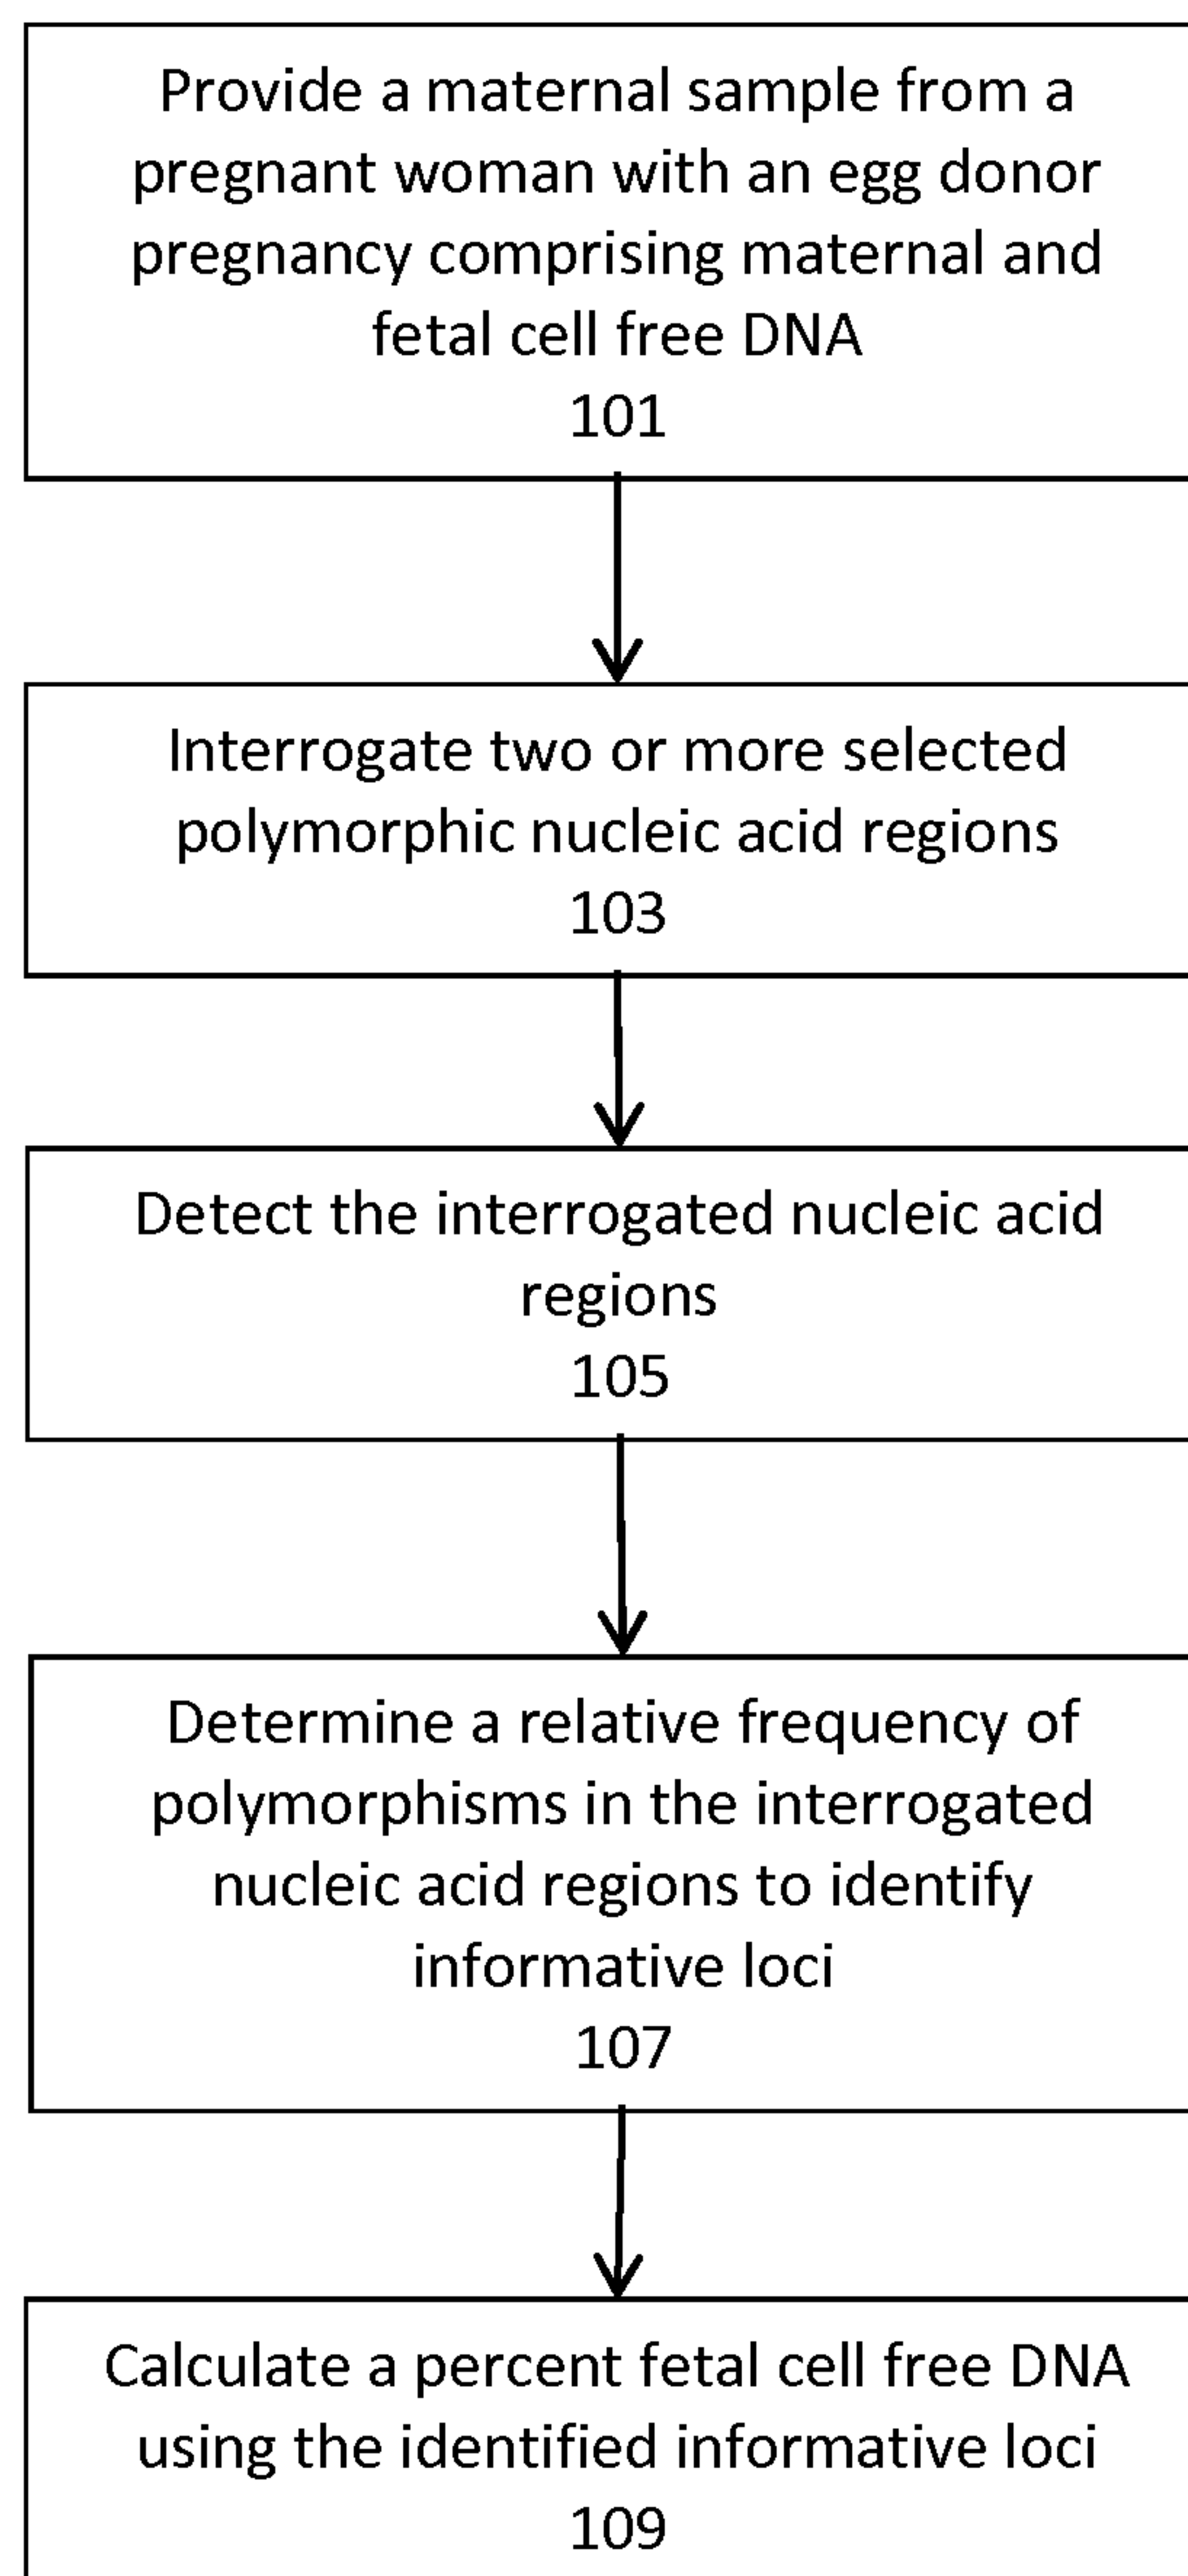 Provide a maternal sample from a
pregnant woman with an egg donor
pregnancy comprising maternal and
fetal cell free DNA
101
Interrogate two or more selected
polymorphic nucleic acid regions
103
Detect the interrogated nucleic acid
regions
105
Determine a relative frequency of
polymorphisms in the interrogated
nucleic acid regions to identify
informative loci
107
Calculate a percent fetal cell free DNA
using the identified informative loci
109